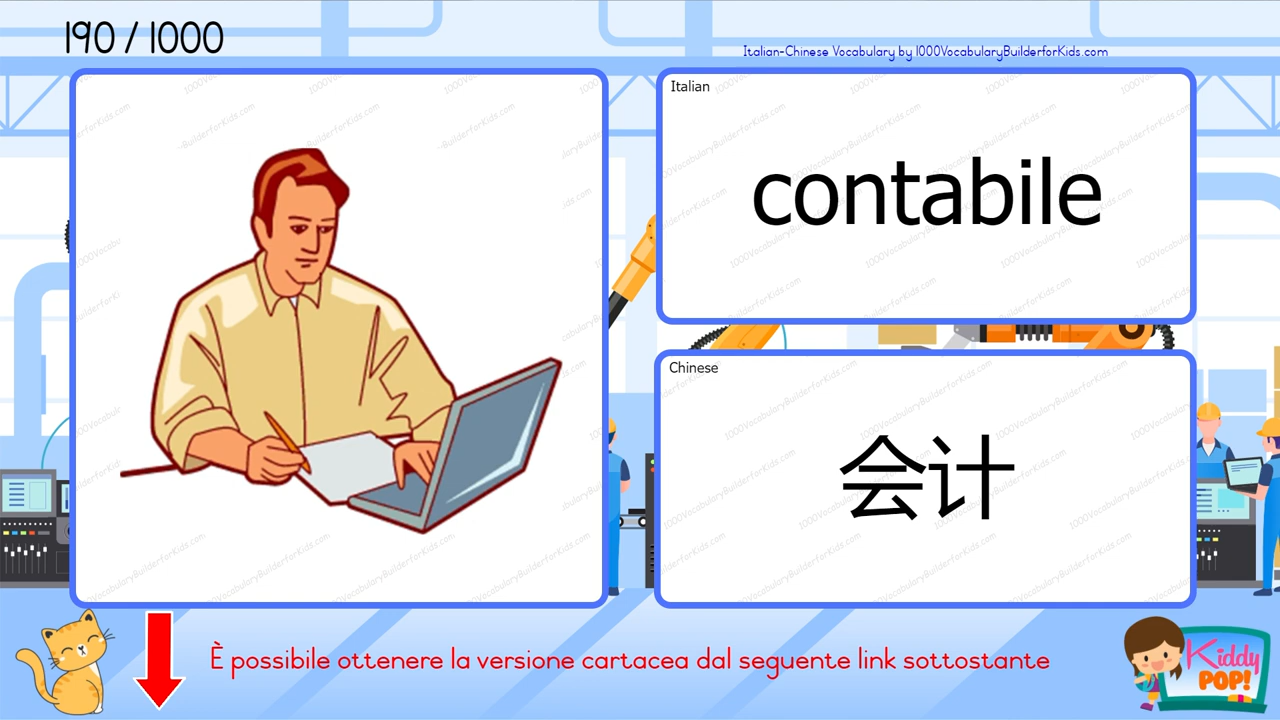 190 / 1000
Italian-Chinese Vocabulary by 1000VocabularyBuilderforKids.com
Italian
contabile
Chinese
会计
È possibile ottenere la versione cartacea dal seguente link sottostante
Kiddy
POP!